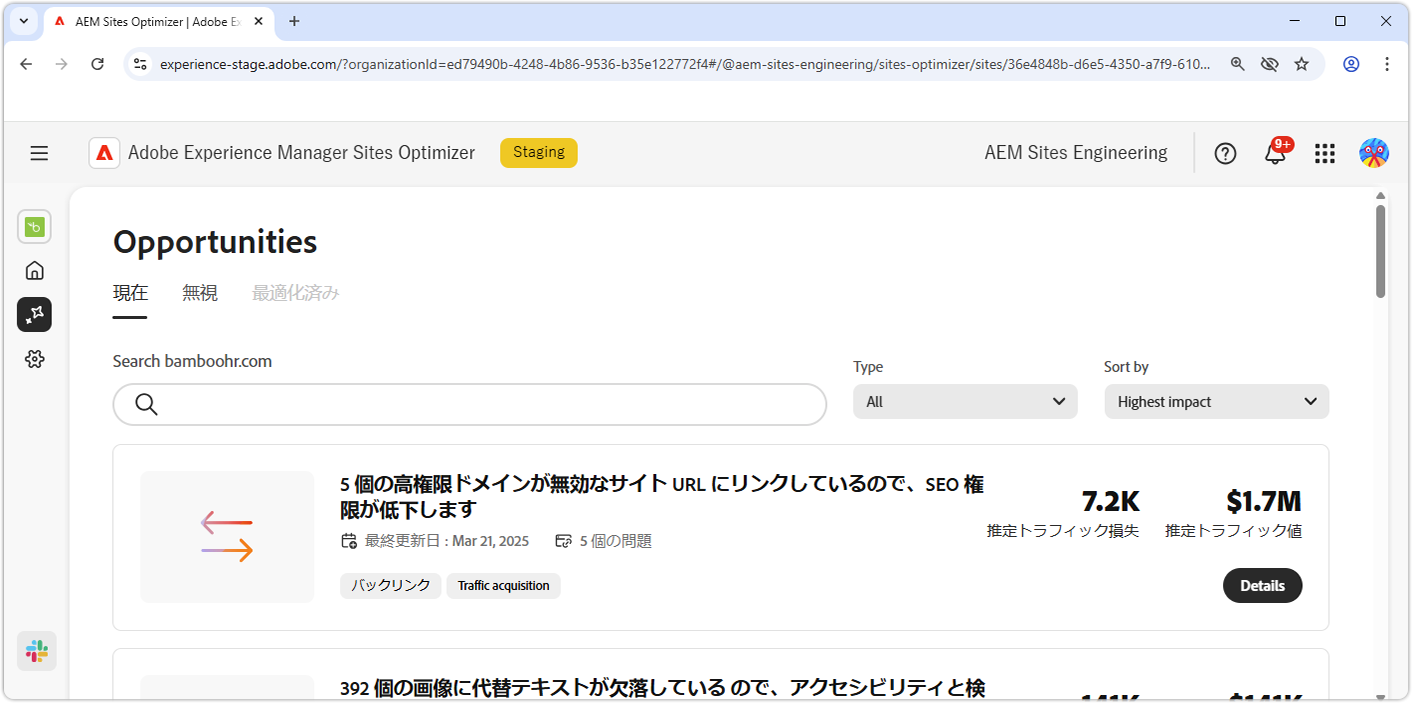 AEM Sites Optimizer | Adobe Ex
experience-stage.adobe.com/?organizationId=ed79490b-4248-4b86-9536-b35e122772f4#/@aem-sites-engineering/sites-optimizer/sites/36e4848b-d6e5-4350-a7f9-610...
Adobe Experience Manager Sites Optimizer
Staging
AEM Sites Engineering
9+
Opportunities
現在 無視 最適化済み
Search bamboohr.com
Type
Sort by
All
Highest impact
5 個の高権限ドメインが無効なサイト URL にリンクしているので、SEO 権
限が低下します
最終更新日 : Mar 21, 2025 5 個の問題
バックリンク Traffic acquisition
7.2K
推定トラフィック損失
$1.7M
推定トラフィック値
Details
392 個の画像に代替テキストが欠落している ので、アクセシビリティと検
141K
$141K